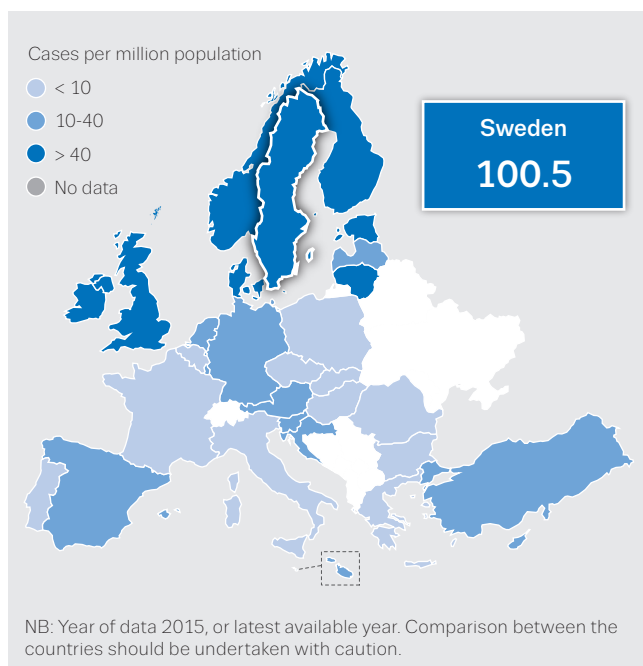 Cases per million population
< 10
10-40
> 40
No data
Sweden
100.5
NB: Year of data 2015, or latest available year. Comparison between the
countries should be undertaken with caution.